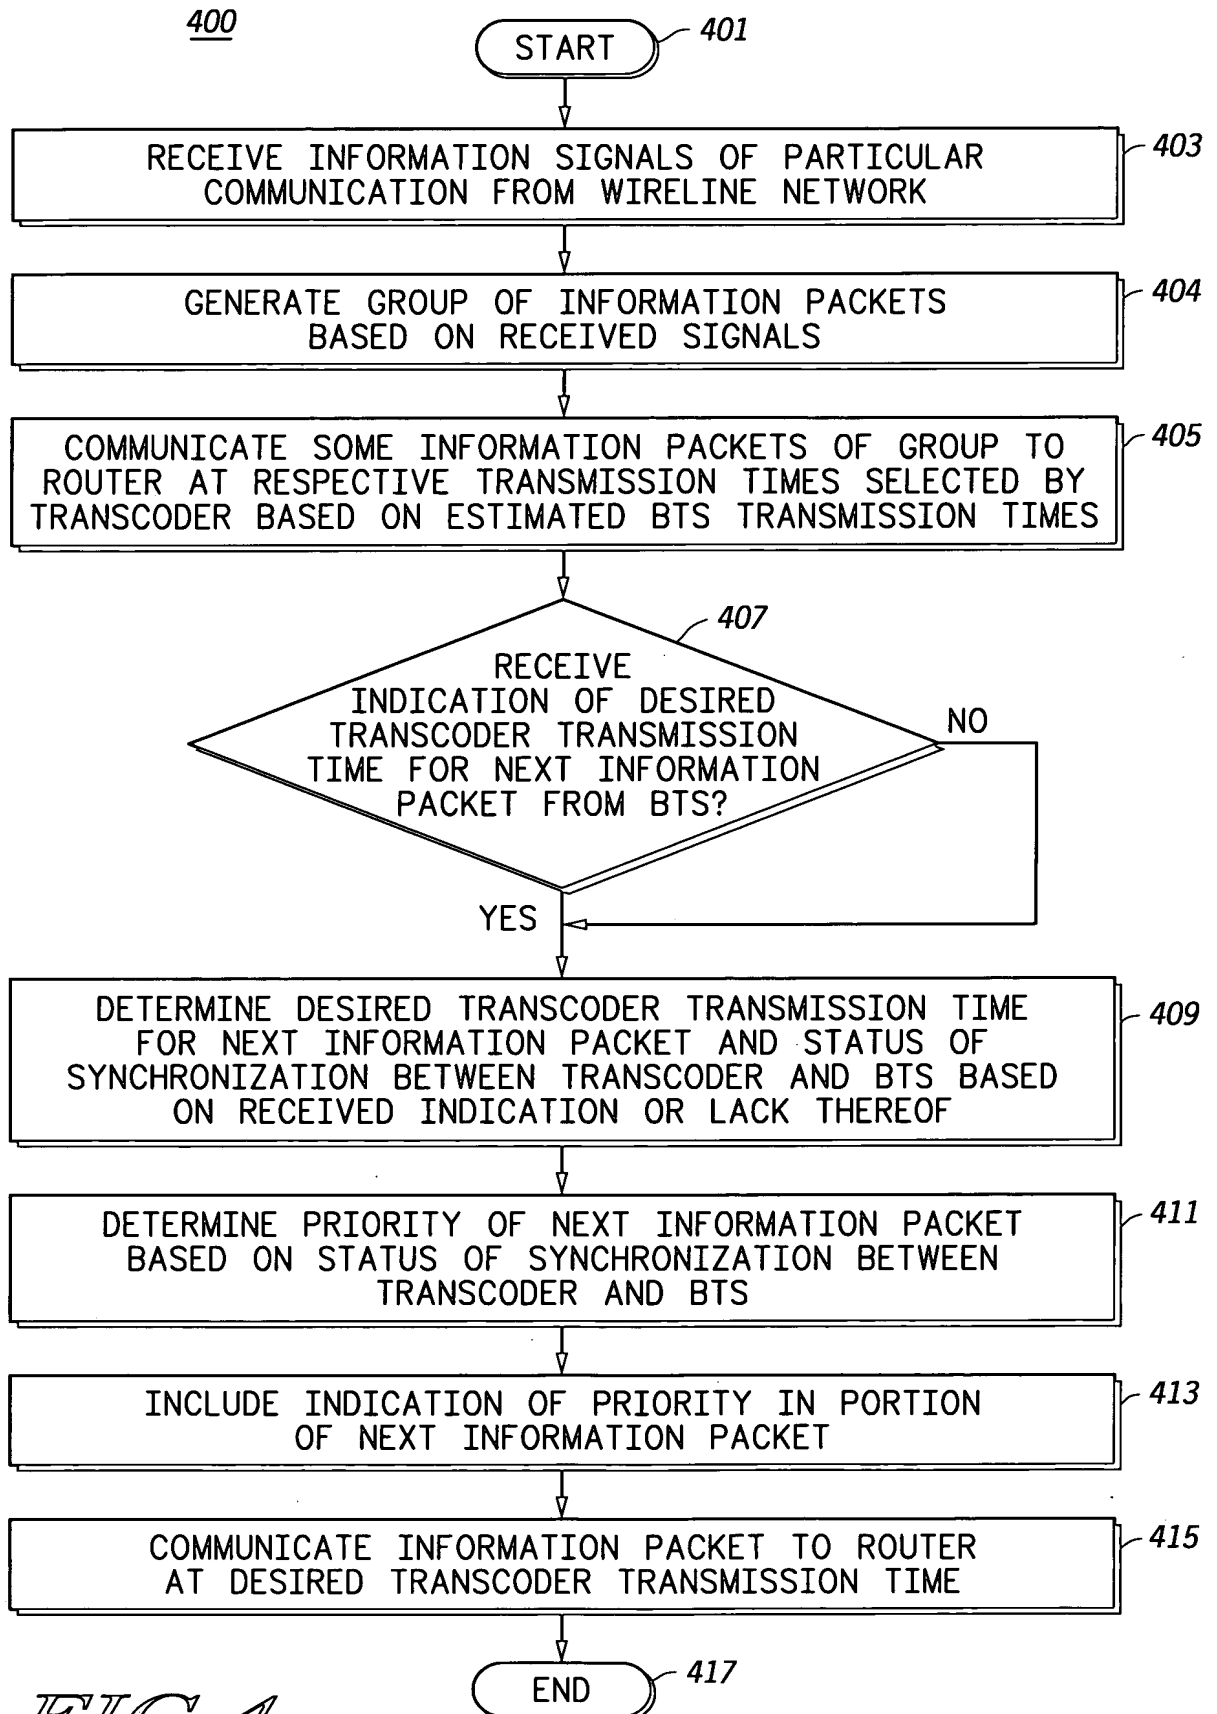 400
START
401
RECEIVE INFORMATION SIGNALS OF PARTICULAR
COMMUNICATION FROM WIRELINE NETWORK
403
GENERATE GROUP OF INFORMATION PACKETS
BASED ON RECEIVED SIGNALS
404
COMMUNICATE SOME INFORMATION PACKETS OF GROUP TO
ROUTER AT RESPECTIVE TRANSMISSION TIMES SELECTED BY
TRANSCODER BASED ON ESTIMATED BTS TRANSMISSION TIMES
405
407
RECEIVE
INDICATION OF DESIRED
TRANSCODER TRANSMISSION
TIME FOR NEXT INFORMATION
PACKET FROM BTS?
NO
YES
DETERMINE DESIRED TRANSCODER TRANSMISSION TIME
FOR NEXT INFORMATION PACKET AND STATUS OF
SYNCHRONIZATION BETWEEN TRANSCODER AND BTS BASED
ON RECEIVED INDICATION OR LACK THEREOF
409
DETERMINE PRIORITY OF NEXT INFORMATION PACKET
BASED ON STATUS OF SYNCHRONIZATION BETWEEN
TRANSCODER AND BTS
411
INCLUDE INDICATION OF PRIORITY IN PORTION
OF NEXT INFORMATION PACKET
413
COMMUNICATE INFORMATION PACKET TO ROUTER
AT DESIRED TRANSCODER TRANSMISSION TIME
415
END
417
FIG. 4